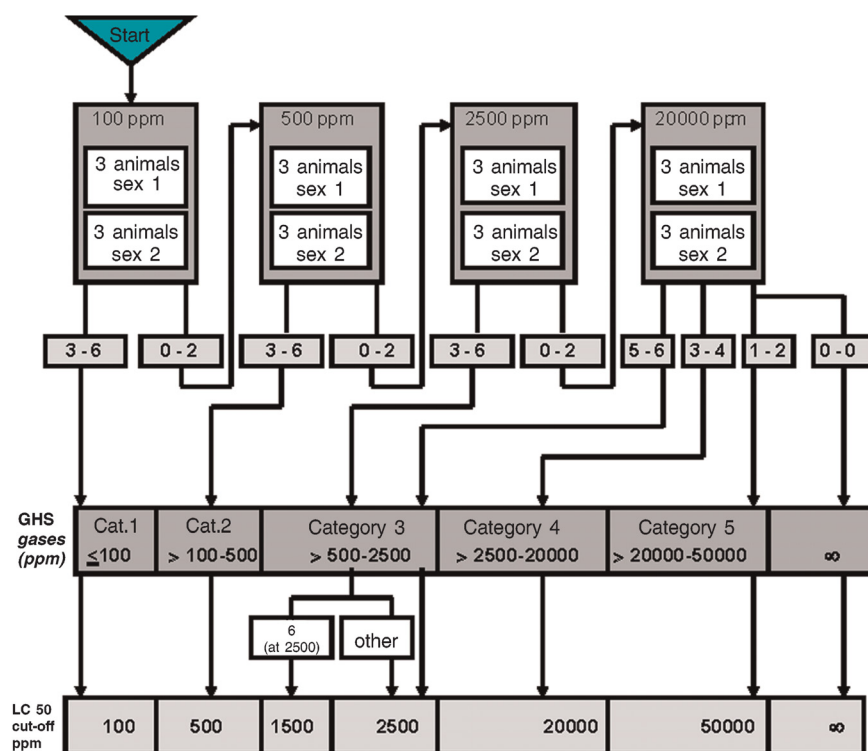 Start
100 ppm
500 ppm
2500 ppm
20000 ppm
3 animals
sex 1
3 animals
sex 1
3 animals
sex 1
3 animals
sex 1
3 animals
sex 2
3 animals
sex 2
3 animals
sex 2
3 animals
sex 2
3 - 6
0 - 2
3 - 6
0 - 2
3 - 6
0 - 2
5 - 6
3 - 4
1 - 2
0 - 0
GHS
gases
(ppm)
Cat.1
≤100
Cat.2
> 100-500
Category 3
> 500-2500
Category 4
> 2500-20000
Category 5
> 20000-50000
∞
6
(at 2500)
other
LC 50
cut-off
ppm
100
500
1500
2500
20000
50000
∞